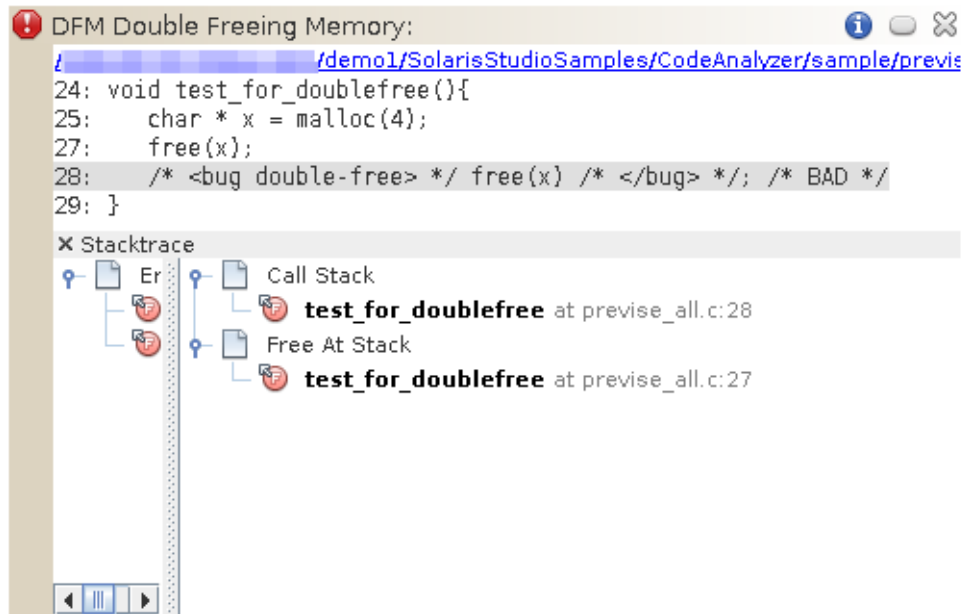 DFM Double Freeing Memory:
/demo1/SolarisStudioSamples/CodeAnalyzer/sample/previs
24: void test_for_doublefree(){
25: char * x = malloc(4);
27: free(x);
28: /* <bug double-free> */ free(x) /* </bug> */; /* BAD */
29: }
Stacktrace
Er
Call Stack
test_for_doublefree at previse_all.c:28
Free At Stack
test_for_doublefree at previse_all.c:27